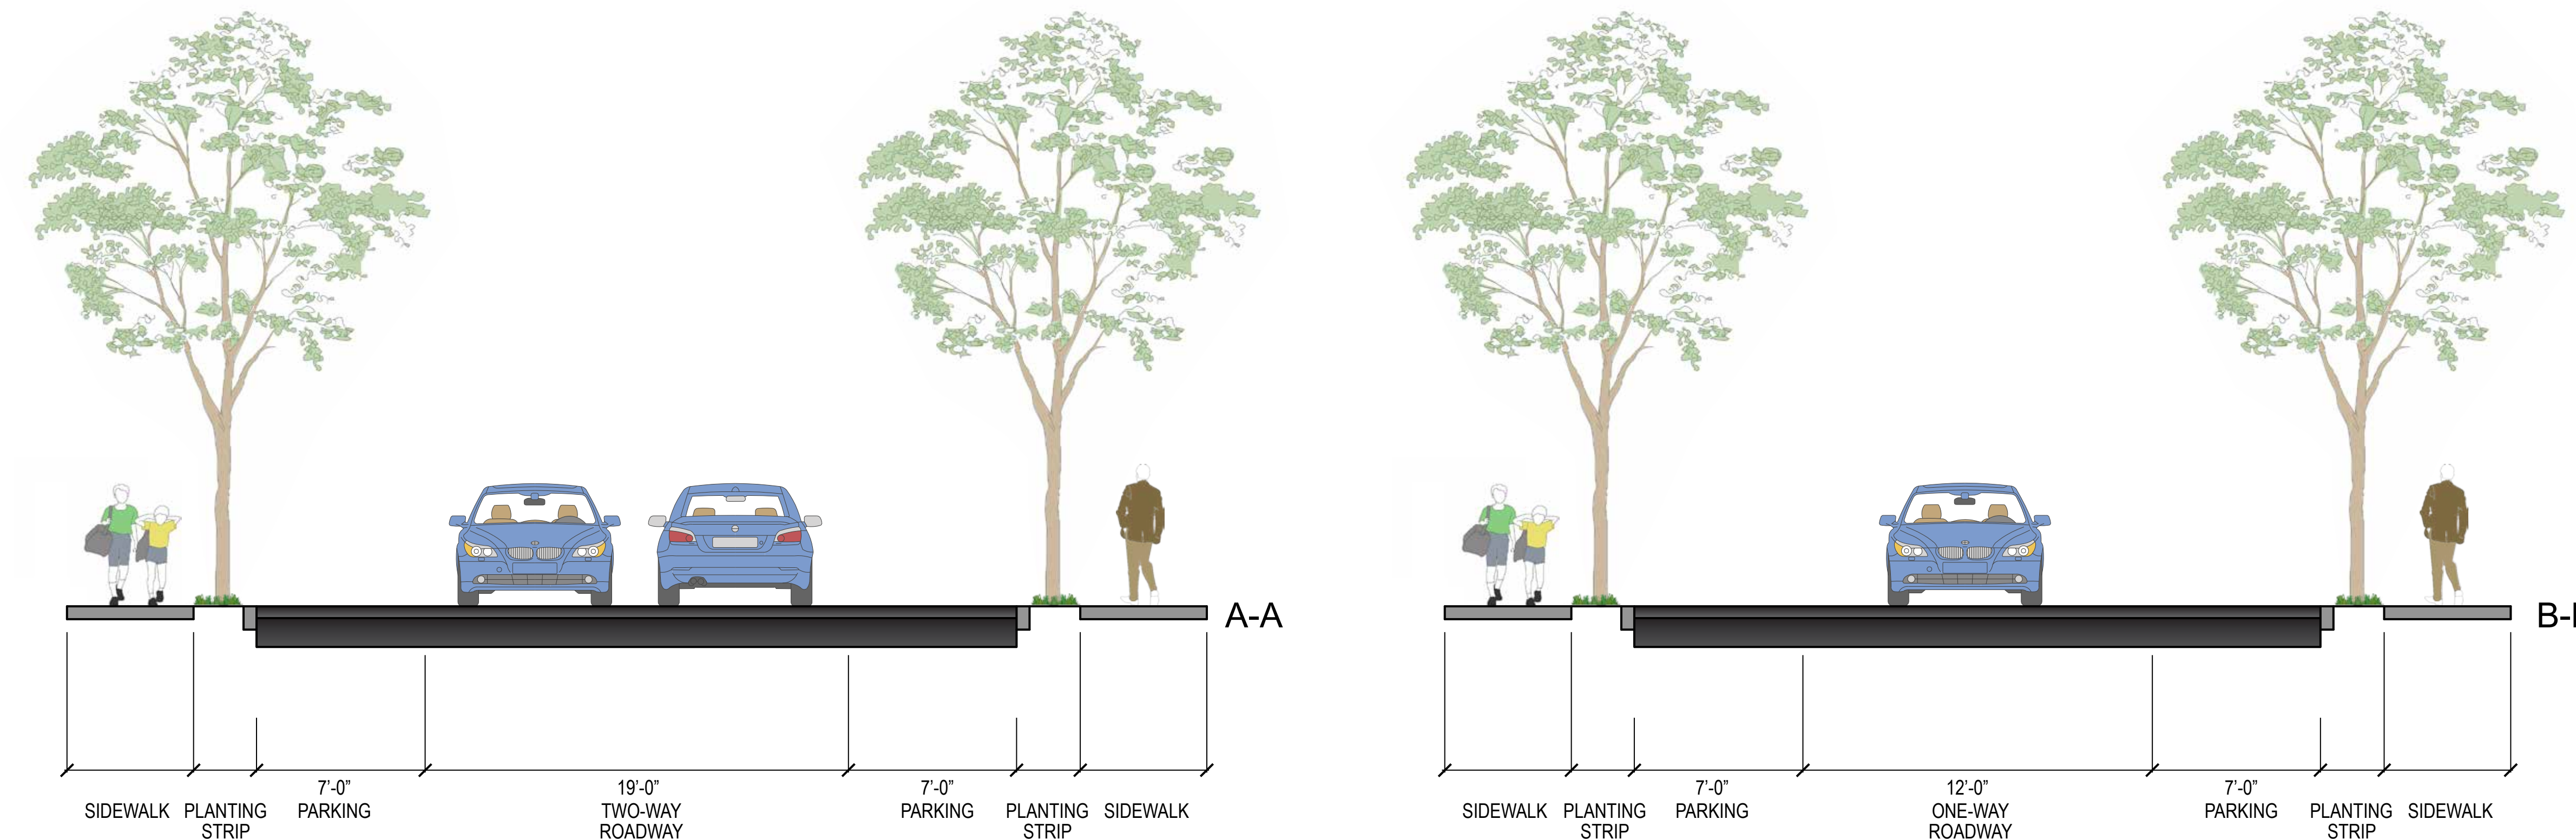 A-A
7'-0” 19'-0” 7'-0”
SIDEWALK PLANTING STRIP PARKING TWO-WAY ROADWAY PARKING PLANTING STRIP SIDEWALK
B-
7'-0” 12'-0” 7'-0”
SIDEWALK PLANTING STRIP PARKING ONE-WAY ROADWAY PARKING PLANTING STRIP SIDEWALK